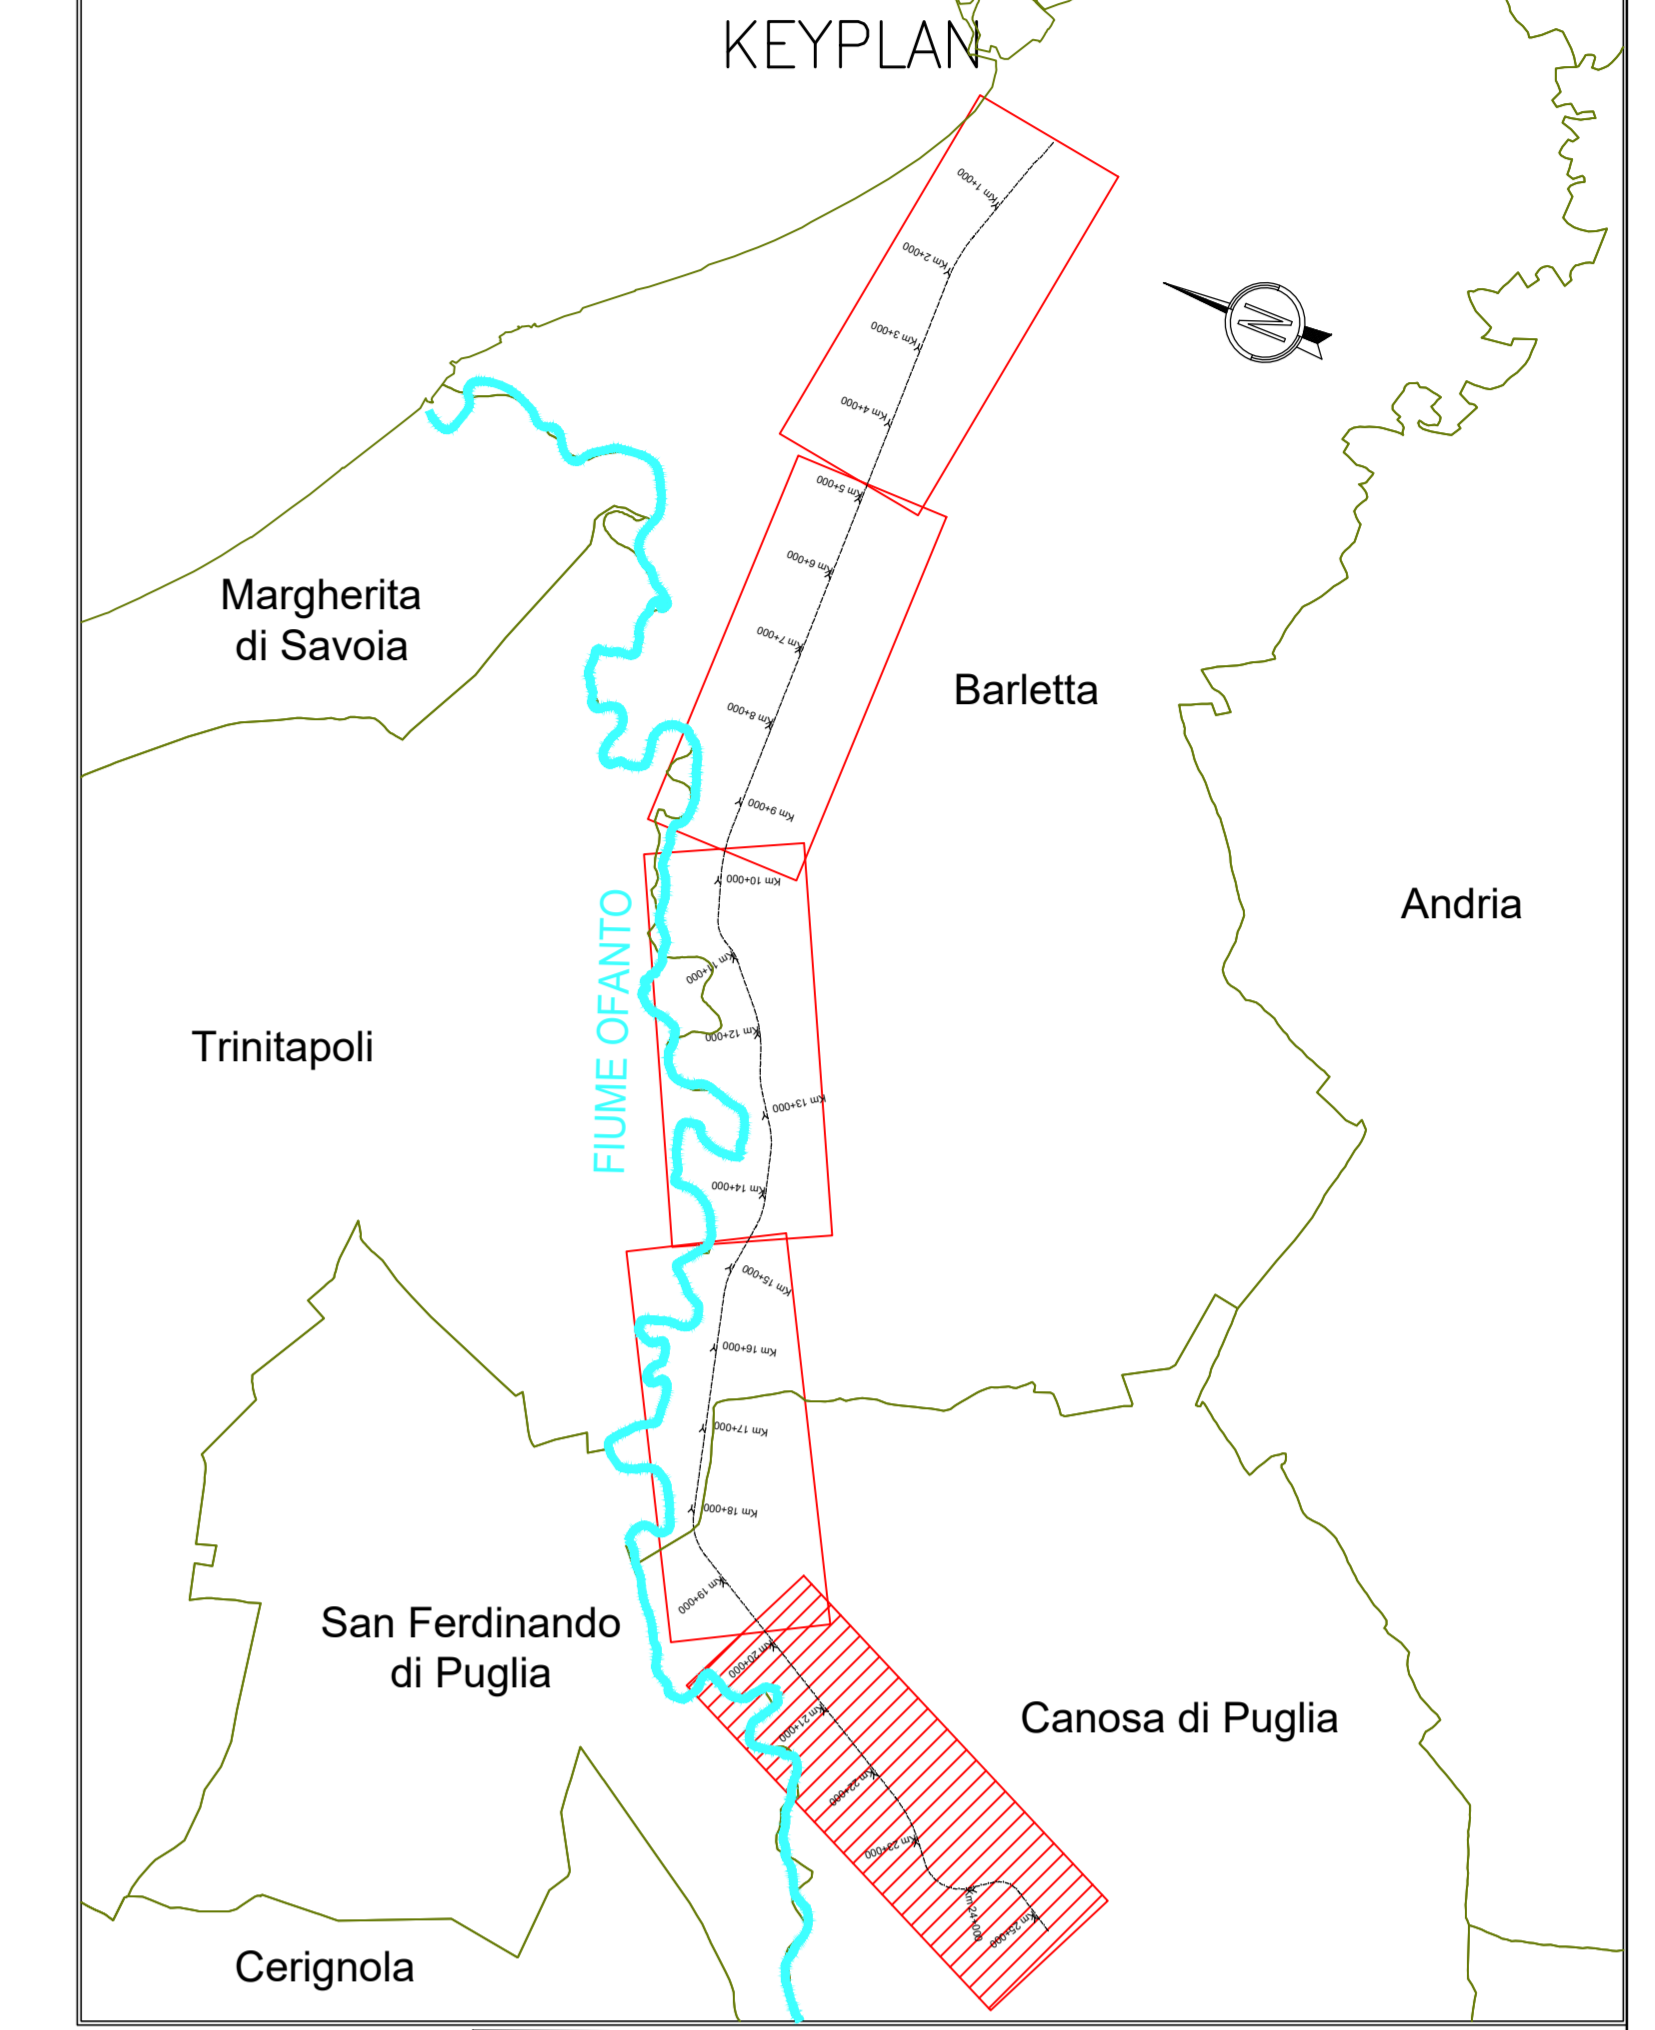 KEYPLAN
Km 1+000
Km 2+000
N
Km 3+000
Km 4+000
Km 5+000
Km 6+000
Margherita
di Savoia
Km 7+000
Barletta
Km 8+000
Km 9+000
Km 10+000
Andria
FIUME OFANTO
Km 11+000
Trinitapoli
Km 12+000
Km 13+000
Km 14+000
Km 15+000
Km 16+000
Km 17+000
Km 18+000
Km 19+000
San Ferdinando
di Puglia
Km 20+000
Canosa di Puglia
Km 21+000
Km 22+000
Km 23+000
Km 24+000
Km 25+000
Cerignola